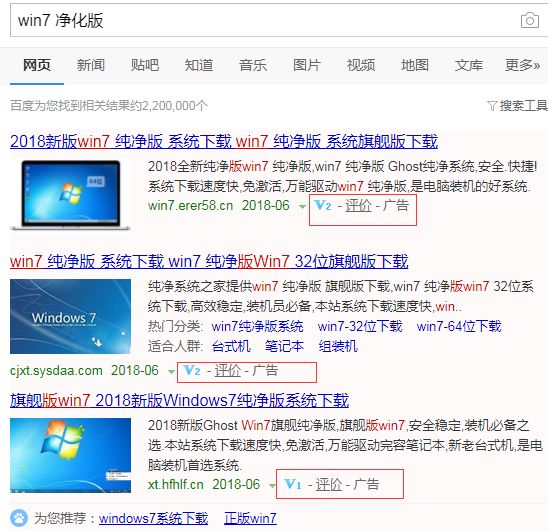 win7 净化版
网页 新闻 贴吧 知道 音乐 图片 视频 地图 文库 更多»
百度为您找到相关结果约2,200,000个 搜索工具
2018新版win7 纯净版 系统下载 win7 纯净版 系统旗舰版下载
64位
2018全新纯净版win7 纯净版,win7 纯净版 Ghost纯净系统,安全.快捷!
系统下载速度快,免激活,万能驱动win7 纯净版,是电脑装机的好系统.
win7.erer58.cn 2018-06 V2 - 评价 - 广告
win7 纯净版 系统下载 win7 纯净版Win7 32位旗舰版下载
Windows 7
纯净系统之家提供win7 纯净版 旗舰版下载,win7 纯净版win7 32位系
统下载,高效稳定,装机员必备,本站系统下载速度快,win..
热门分类: win7纯净版系统 win7-32位下载 win7-64位下载
适合人群: 台式机 笔记本 组装机
cjxt.sysdaa.com 2018-06 V2 - 评价 - 广告
旗舰版win7 2018新版Windows7纯净版系统下载
2018新版Ghost Win7旗舰纯净版,旗舰版win7,安全稳定,装机必备之
选.本站系统下载速度快,免激活,万能驱动完容笔记本,新老台式机,是电
脑装机首选系统.
xt.hfhlf.cn 2018-06 V1 - 评价 - 广告
为您推荐: windows7系统下载 正版win7